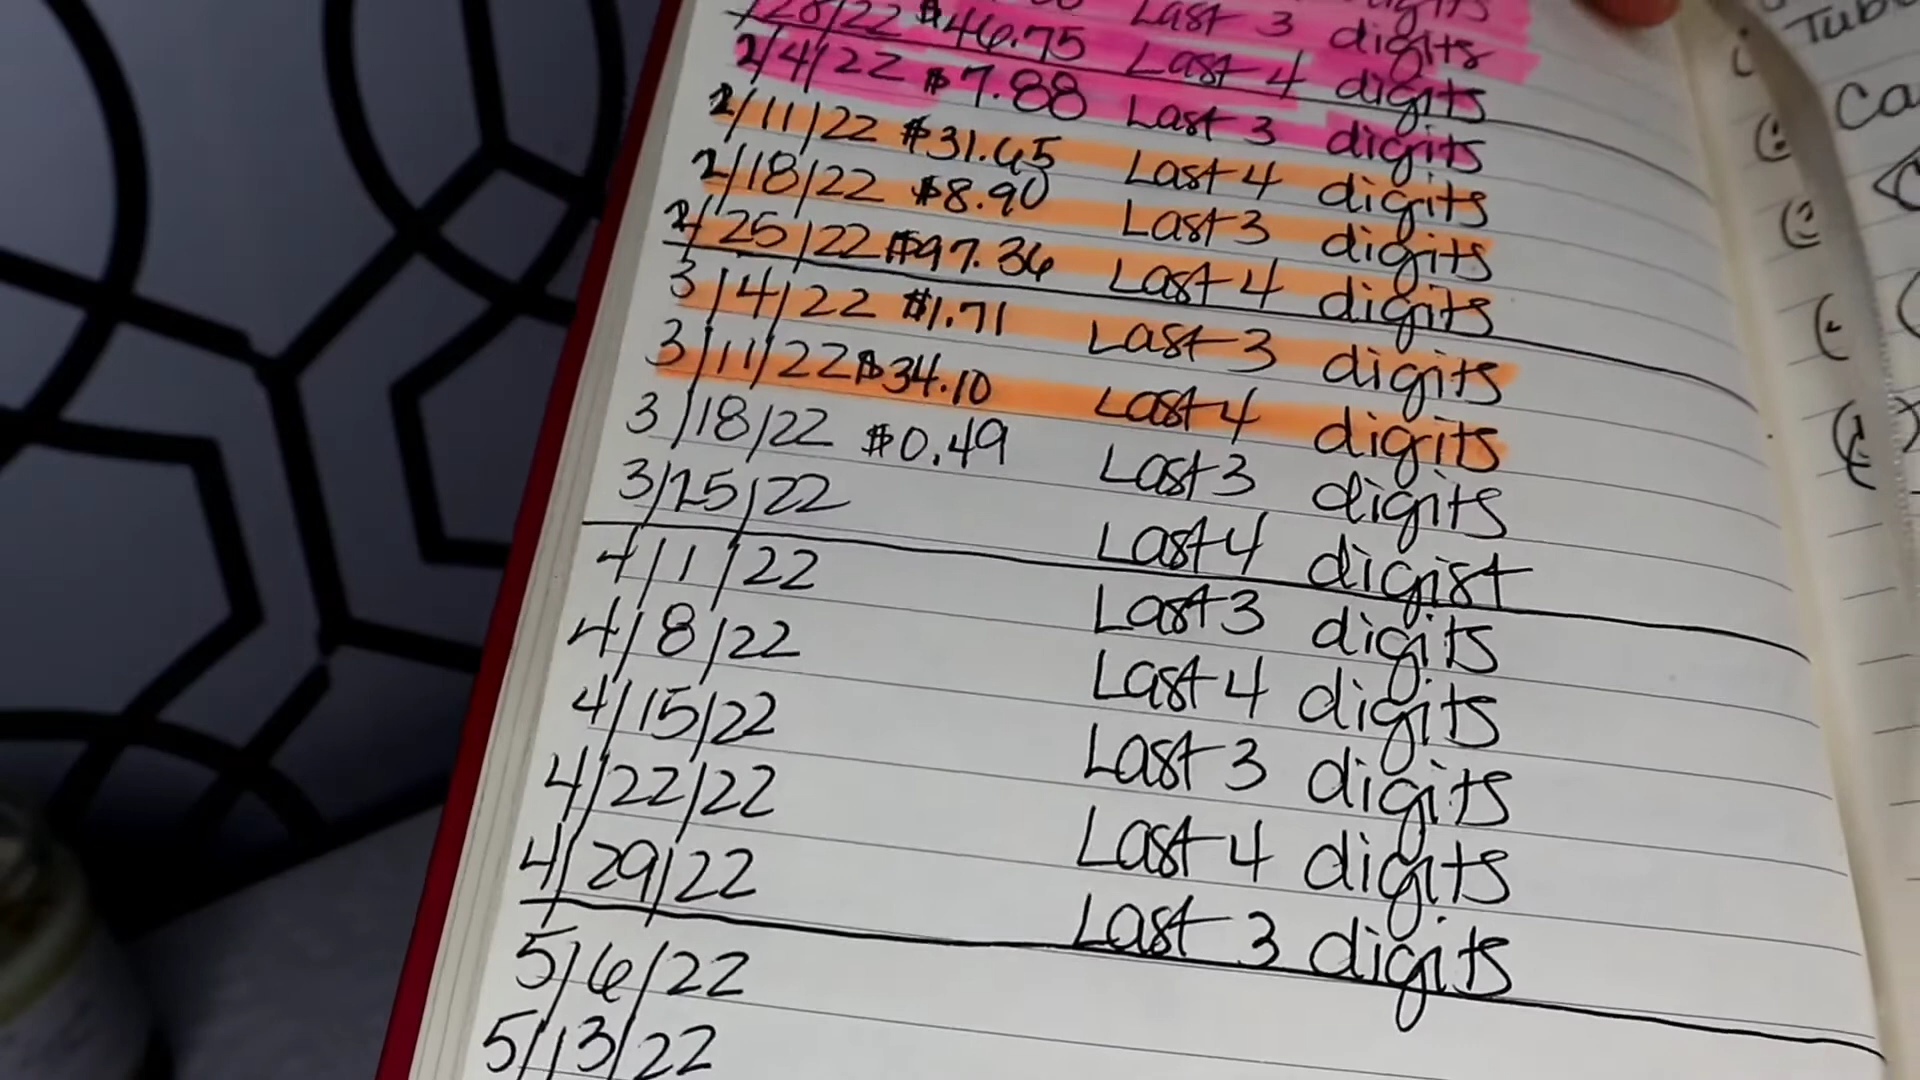 digits
/28/22 $46.75 Last 3 digits
2/4/22 $7.88 Last 4 digits
2/11/22 $31.45 Last 3 digits
2/18/22 $8.90 Last 4 digits
2/25/22 $97.36 Last 3 digits
3/4/22 $1.71 Last 4 digits
3/11/22 $34.10 Last 3 digits
3/18/22 $0.49 Last 4 digits
3/25/22 Last 3 digits
4/1/22 Last 4 digist
4/8/22 Last 3 digits
4/15/22 Last 4 digits
4/22/22 Last 3 digits
4/29/22 Last 4 digits
5/6/22 Last 3 digits
5/13/22